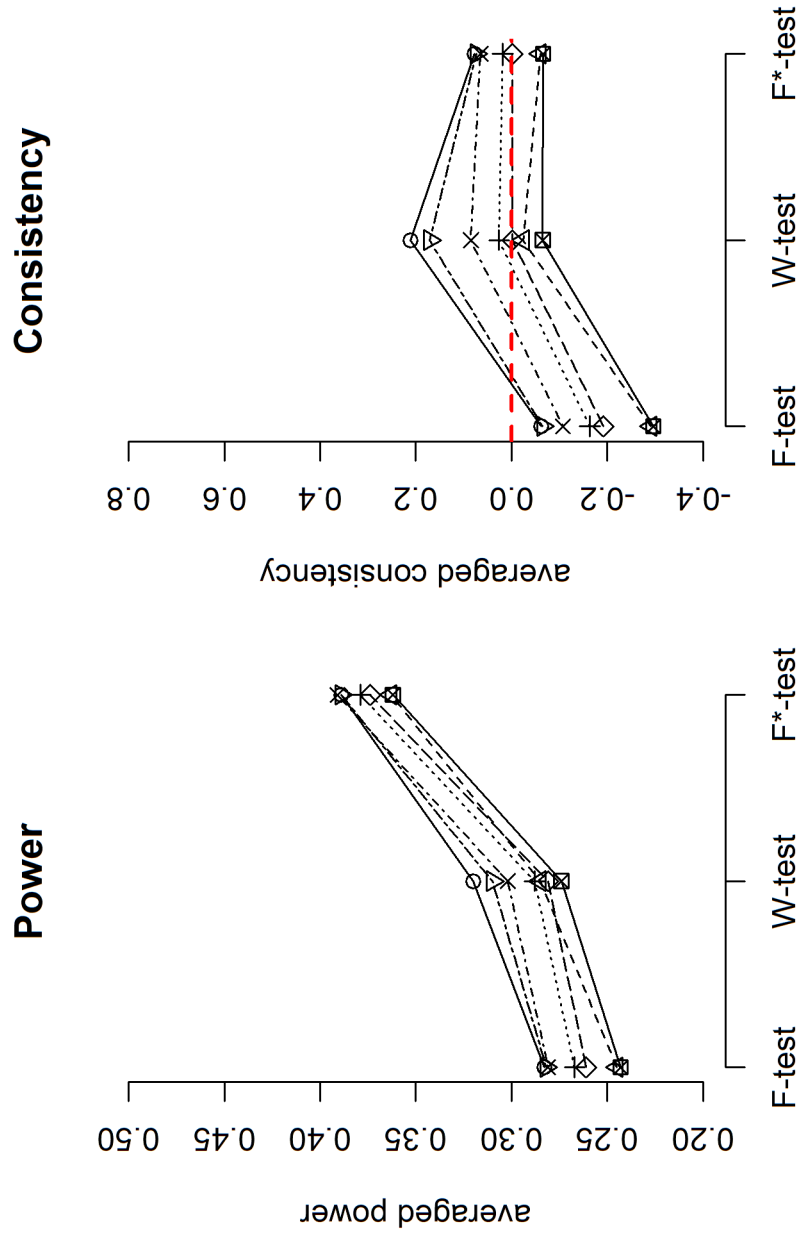 Power
averaged power
0.20
0.25
0.30
0.35
0.40
0.45
0.50
F-test
W-test
F*-test
Consistency
averaged consistency
-0.4
-0.2
0.0
0.2
0.4
0.6
0.8
F-test
W-test
F*-test